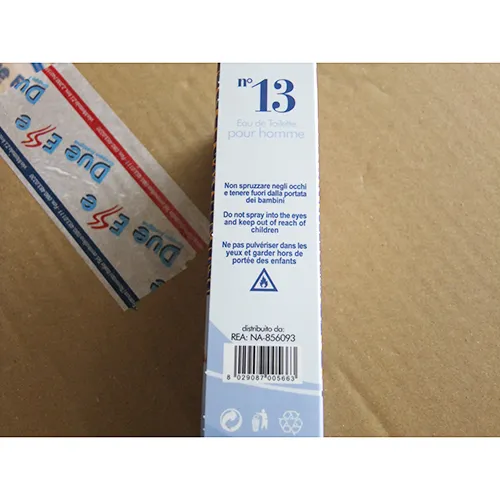 n° 13
Eau de Toilette
pour homme
Non spruzzare negli occhi
e tenere fuori dalla portata
dei bambini
Do not spray into the eyes
and keep out of reach of
children
Ne pas pulvériser dans les
yeux et garder hors de
portée des enfants
distribuito da:
REA: NA-856093
8 029087 005663
Due Esse
Due Esse
Due